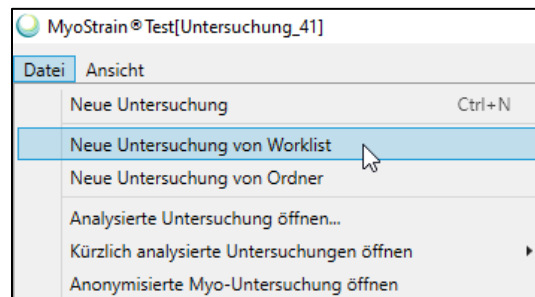 MyoStrain® Test[Untersuchung_41]
Datei Ansicht
Neue Untersuchung Ctrl+N
Neue Untersuchung von Worklist
Neue Untersuchung von Ordner
Analysierte Untersuchung öffnen...
Kürzlich analysierte Untersuchungen öffnen
Anonymisierte Myo-Untersuchung öffnen